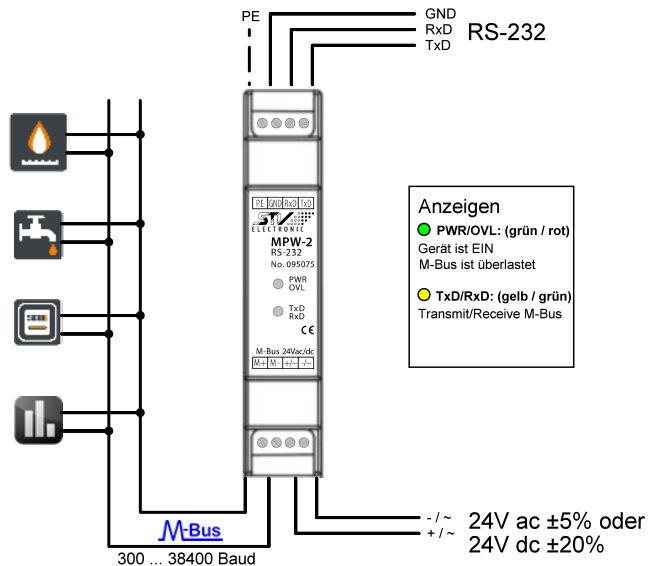 PE
GND
RxD
TxD
RS-232
PE GND RxD TxD
STV
ELECTRONIC
MPW-2
RS-232
No. 095075
PWR
OVL
TxD
RxD
CE
M-Bus 24Vac/dc
M+ M- +/~ -/~
Anzeigen
PWR/OVL: (grün / rot)
Gerät ist EIN
M-Bus ist überlastet
TxD/RxD: (gelb / grün)
Transmit/Receive M-Bus
M-Bus
300 ... 38400 Baud
- / ~
+ / ~
24V ac ±5% oder
24V dc ±20%